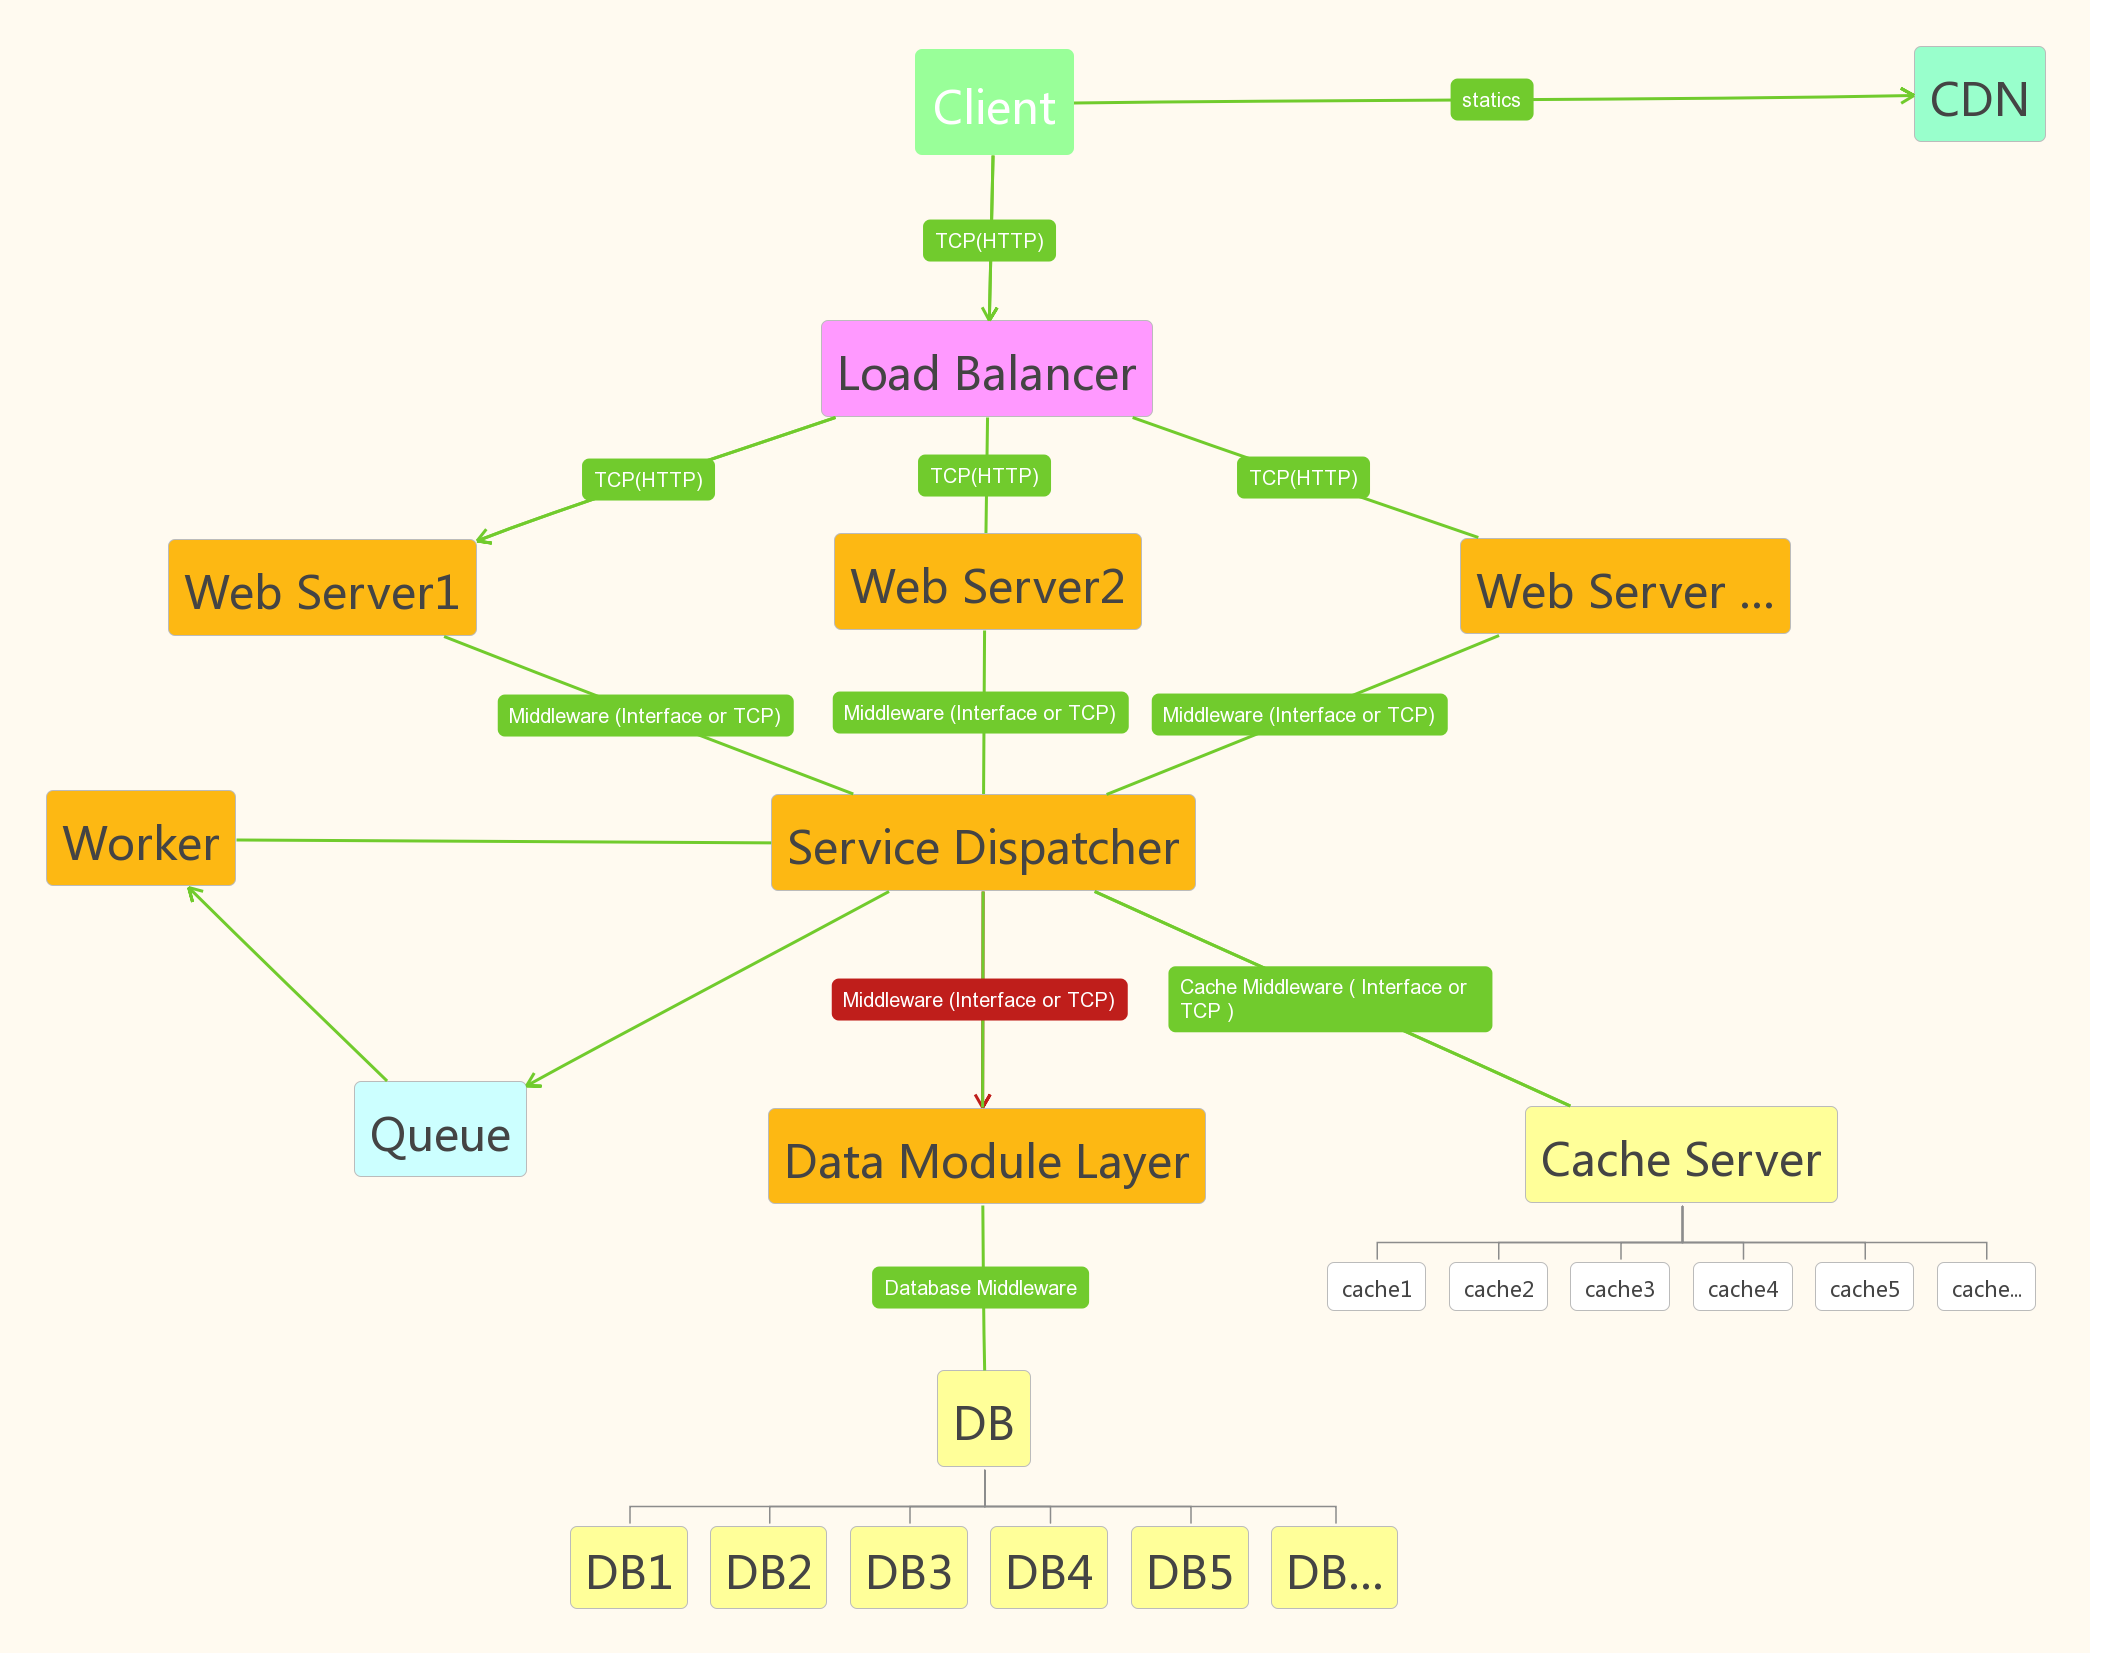 Client
statics
CDN
TCP(HTTP)
Load Balancer
TCP(HTTP)
TCP(HTTP)
TCP(HTTP)
Web Server1
Web Server2
Web Server ...
Middleware (Interface or TCP)
Middleware (Interface or TCP)
Middleware (Interface or TCP)
Worker
Service Dispatcher
Middleware (Interface or TCP)
Cache Middleware ( Interface or
TCP )
Queue
Data Module Layer
Cache Server
Database Middleware
cache1
cache2
cache3
cache4
cache5
cache...
DB
DB1
DB2
DB3
DB4
DB5
DB...